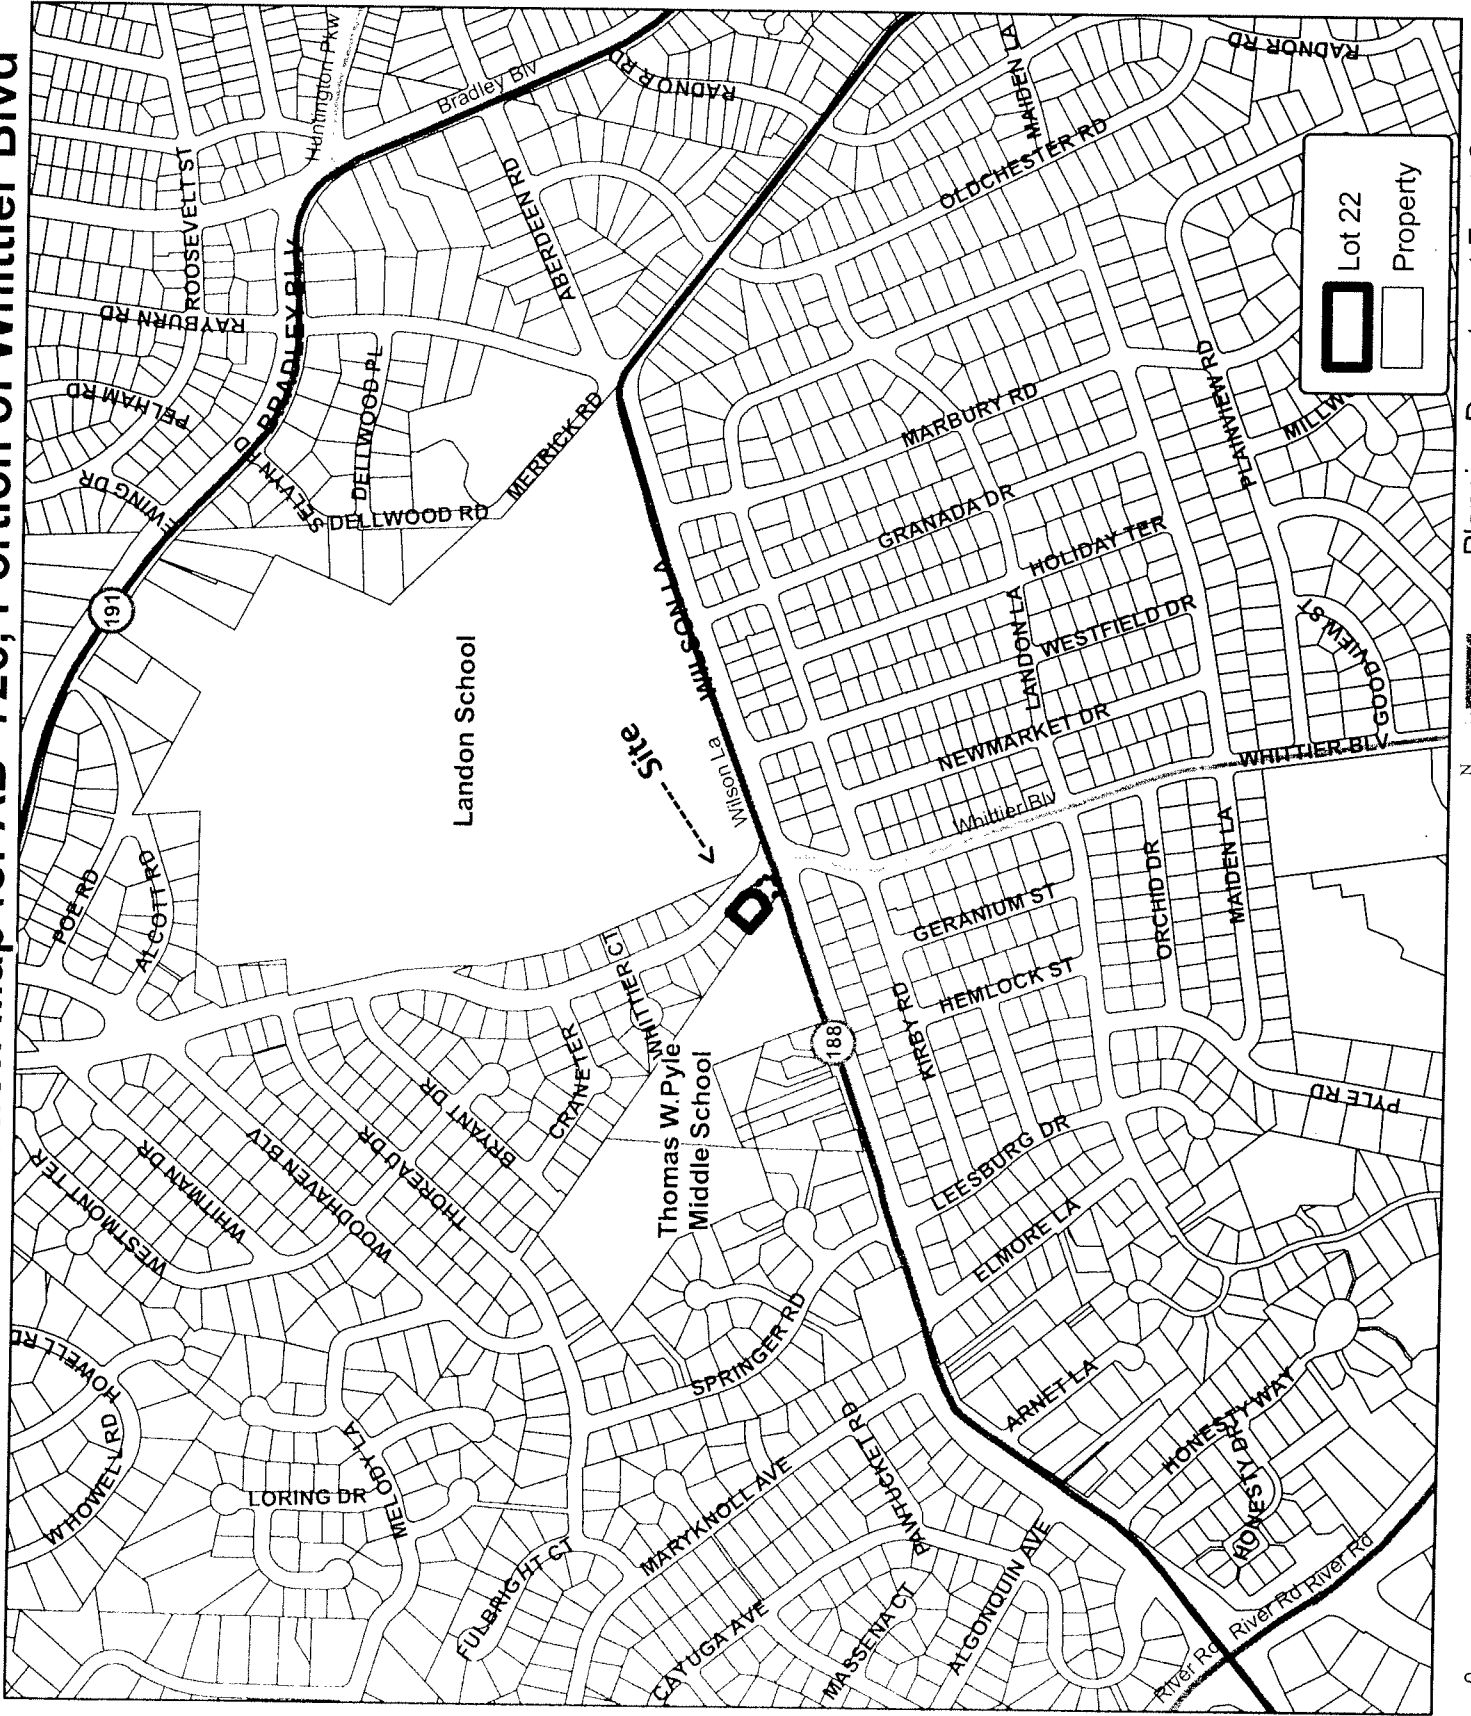 AB 720, Portion of Whittier Blvd
Huntington Pkw
Bradley Blv
RADNOR RD
RADNOR RD
MAIDEN LA
OLDCHESTER RD
ROOSEVELT ST
RAYBURN RD
BRADLEY BLV
ABERDEEN RD
PELHAM RD
DELLWOOD PL
EWING DR
SELVYN RD
DELLWOOD RD
MERRICK RD
191
Landon School
WILSON LA
Wilson La
Site
MARBURY RD
GRANADA DR
HOLIDAY TER
LANDON LA
WESTFIELD DR
NEWMARKET DR
PLAINVIEW RD
GOODVIEW ST
WHITTIER BLV
Whittier Blv
Lot 22
Property
POE RD
ALCOTT RD
GERANIUM ST
ORCHID DR
MAIDEN LA
HEMLOCK ST
KIRBY RD
WHITTIER CT
CRANE TER
BRYANT DR
THOREAU DR
WOODHAVEN BLV
WHITMAN DR
WESTMONT TER
Thomas W.Pyle
Middle School
188
PYLE RD
LEESBURG DR
ELMORE LA
HOWELL RD
W HOWELL RD
SPRINGER RD
ARNET LA
LORING DR
MELODY LA
PAWTUCKET RD
MARYKNOLL AVE
HONESTY WAY
HONESTY DR
FULBRIGHT CT
CAYUGA AVE
MASSENA CT
ALGONQUIN AVE
River Rd
River Rd
River Rd
N